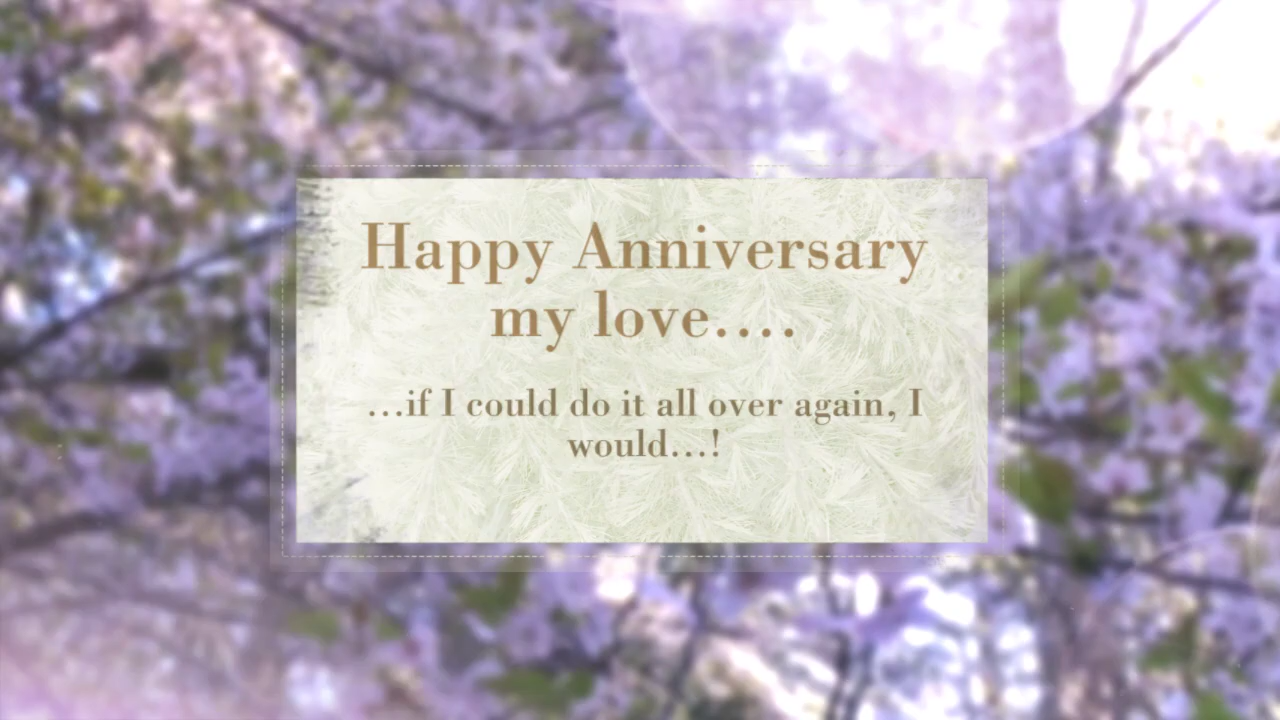 Happy Anniversary
my love....
...if I could do it all over again, I
would...!